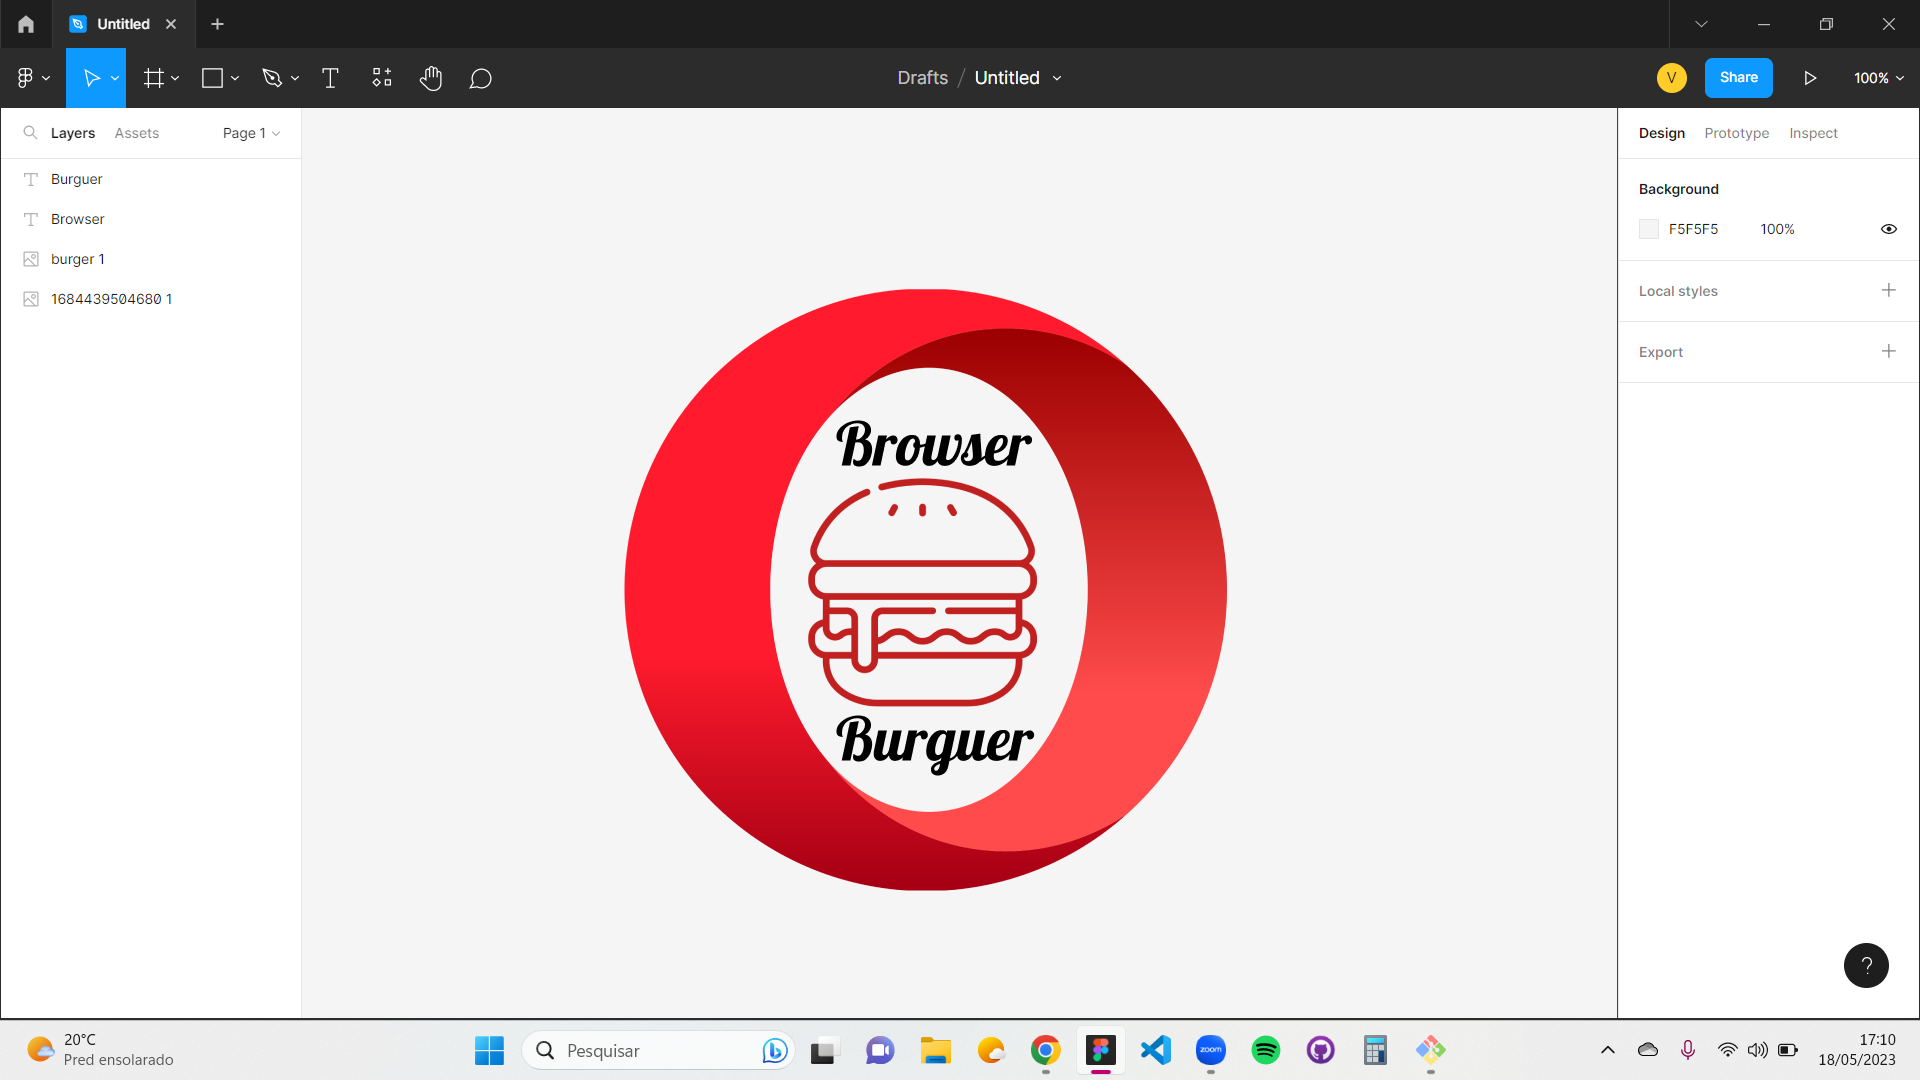 Untitled
Drafts / Untitled
V
Share
100%
Layers
Assets
Page 1
Burguer
Browser
burger 1
1684439504680 1
Browser
Burguer
Design
Prototype
Inspect
Background
F5F5F5
100%
Local styles
Export
?
20°C
Pred ensolarado
Pesquisar
zoom
17:10
18/05/2023